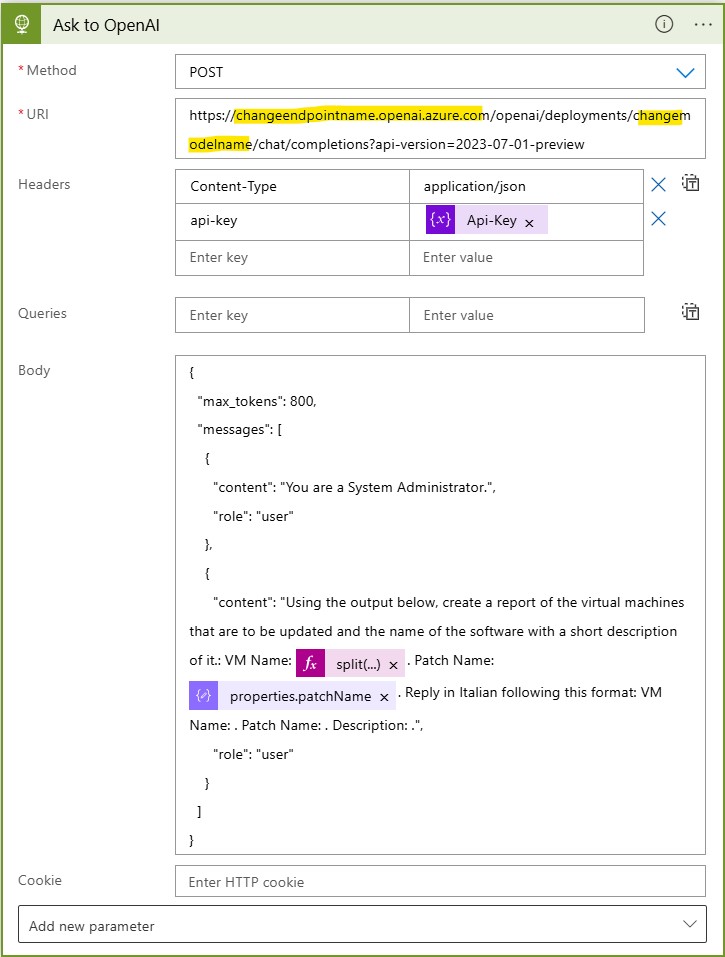 Ask to OpenAI
* Method
POST
* URI
https://changeendpointname.openai.azure.com/openai/deployments/changem
odelname/chat/completions?api-version=2023-07-01-preview
Headers
Content-Type application/json
api-key {x} Api-Key ×
Enter key Enter value
Queries
Enter key Enter value
Body
{
"max_tokens": 800,
"messages": [
{
"content": "You are a System Administrator.",
"role": "user"
},
{
"content": "Using the output below, create a report of the virtual machines
that are to be updated and the name of the software with a short description
of it.: VM Name: fx split(...) × . Patch Name:
properties.patchName × . Reply in Italian following this format: VM
Name: . Patch Name: . Description: .",
"role": "user"
}
]
}
Cookie
Enter HTTP cookie
Add new parameter